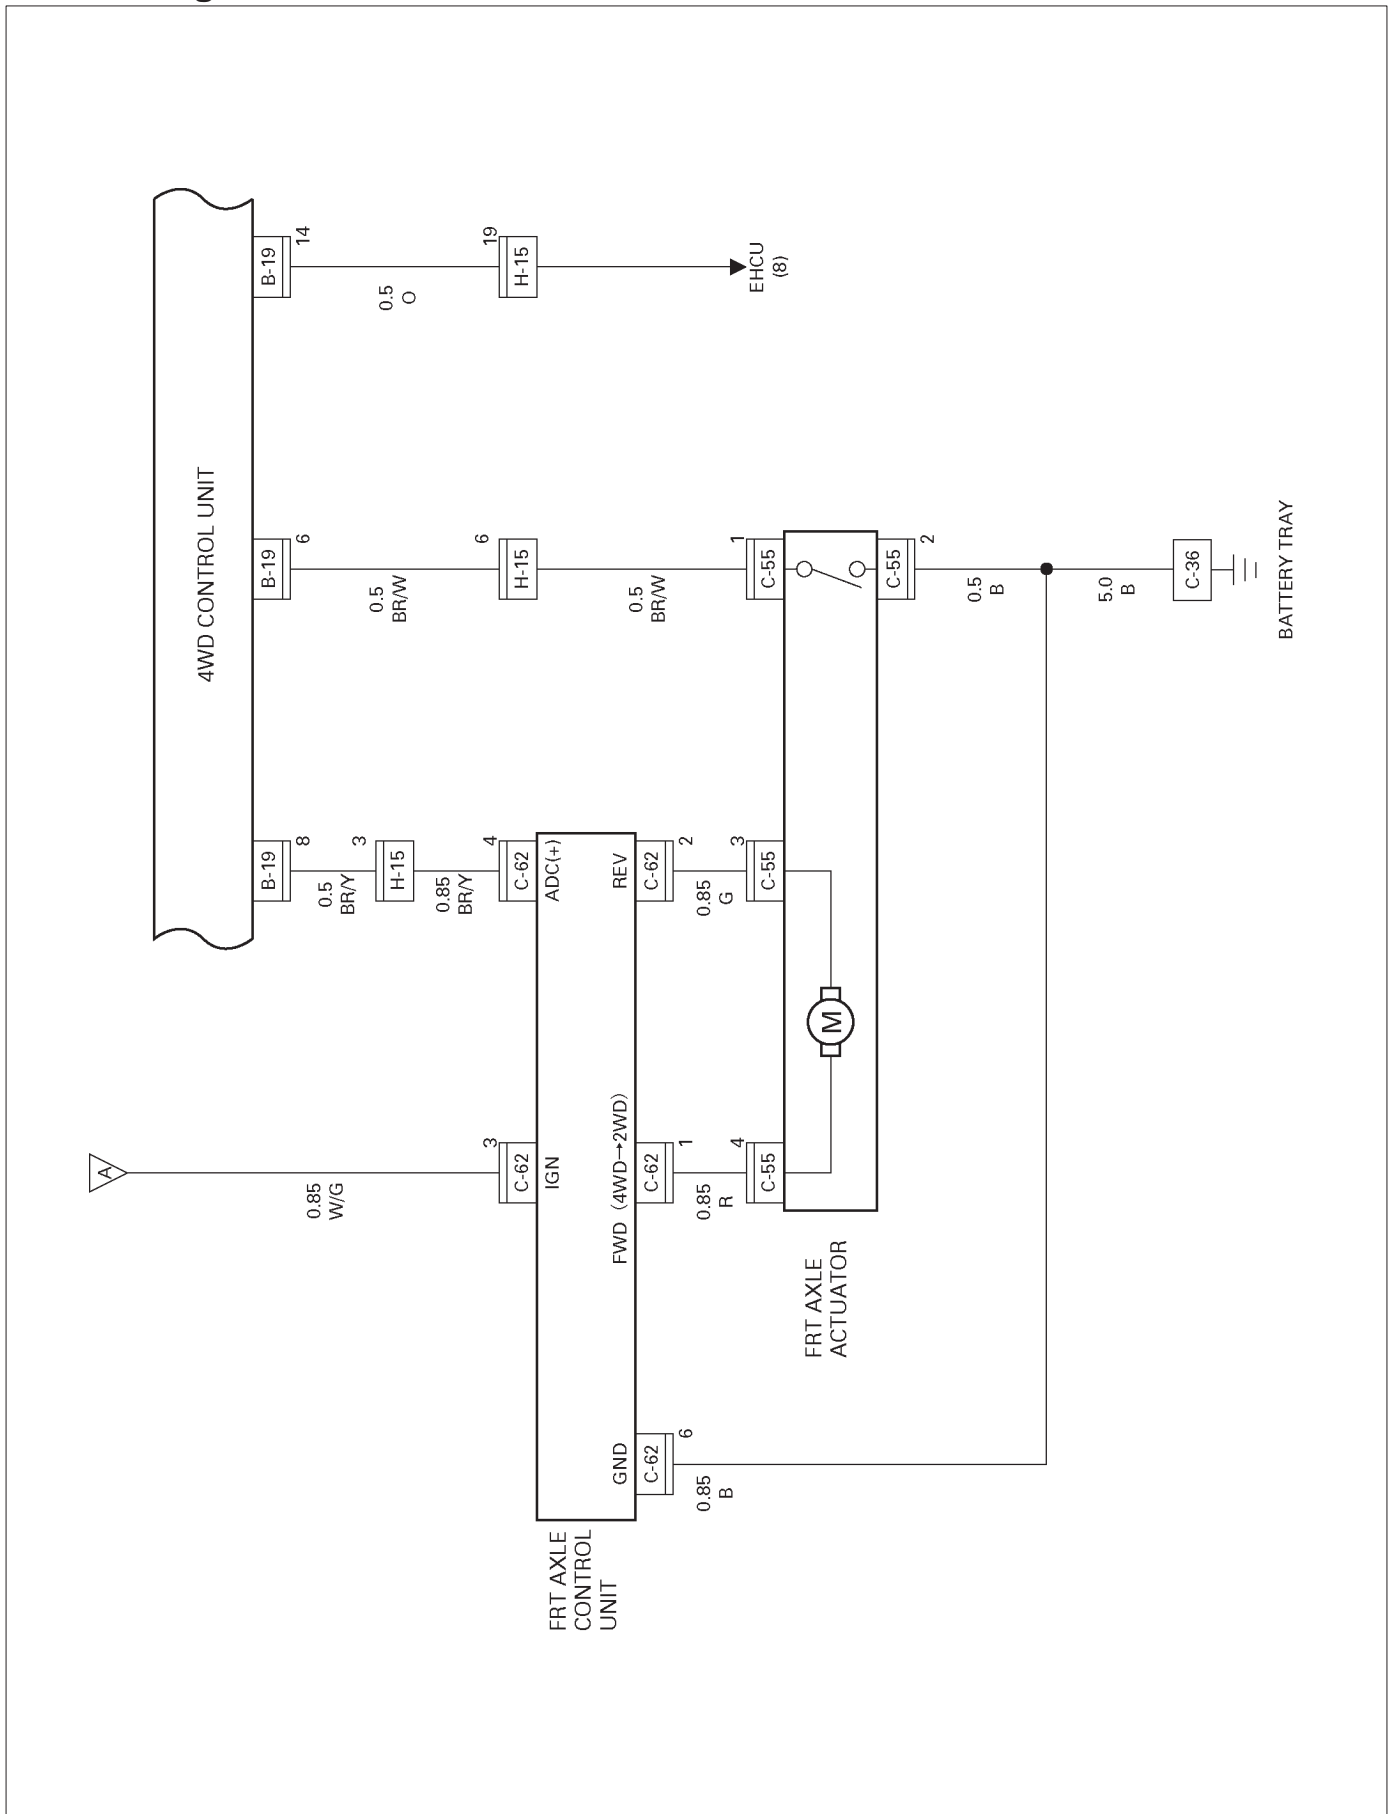 4WD CONTROL UNIT
B-19
8
B-19
6
B-19
14
0.5
BR/Y
3
H-15
0.85
BR/Y
0.5
BR/W
0.5
O
A
0.85
W/G
3
C-62
IGN
4
C-62
ADC(+)
6
H-15
19
H-15
FRT AXLE
CONTROL
UNIT
GND
C-62
6
FWD (4WD→2WD)
C-62
1
REV
C-62
2
0.5
BR/W
EHCU
(8)
0.85
B
0.85
R
0.85
G
4
C-55
3
C-55
1
C-55
M
FRT AXLE
ACTUATOR
C-55
2
0.5
B
5.0
B
C-36
BATTERY TRAY